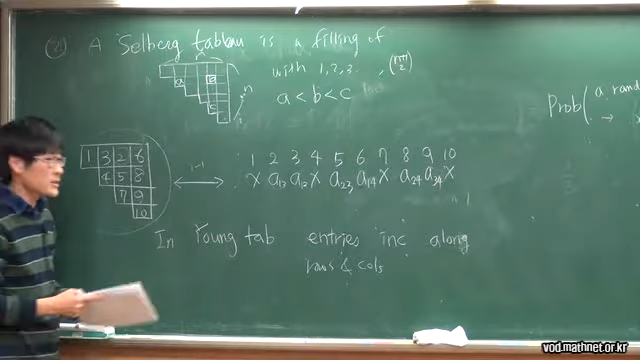 (2) A Selberg tableau is a filling of
with 1, 2, 3, , (n+1 2)
a < b < c
n
= Prob( a. rand
→
1 3 2 6
4 5 8
7 9
10
1-1
1 2 3 4 5 6 7 8 9 10
X a13 a12 X a23, a14 X a24 a34 X
In Young tab entries inc along
rows & cols
vod.mathnet.or.kr